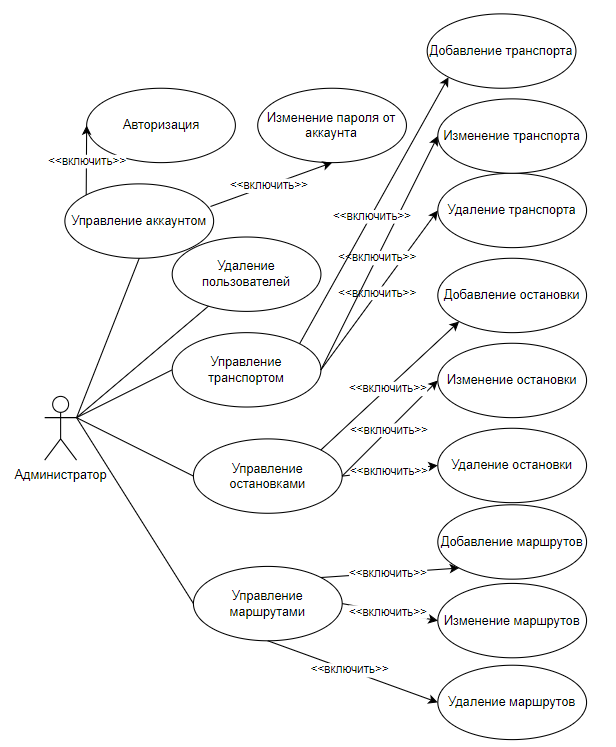 Добавление транспорта
Авторизация
Изменение пароля от
аккаунта
Изменение транспорта
<<включить>>
<<включить>>
Управление аккаунтом
Удаление транспорта
<<включить>>
<<включить>>
Удаление
пользователей
<<включить>>
Добавление остановки
Управление
транспортом
Изменение остановки
<<включить>>
<<включить>>
Администратор
Управление
остановками
Удаление остановки
<<включить>>
Добавление маршрутов
<<включить>>
Управление
маршрутами
<<включить>>
Изменение маршрутов
<<включить>>
Удаление маршрутов